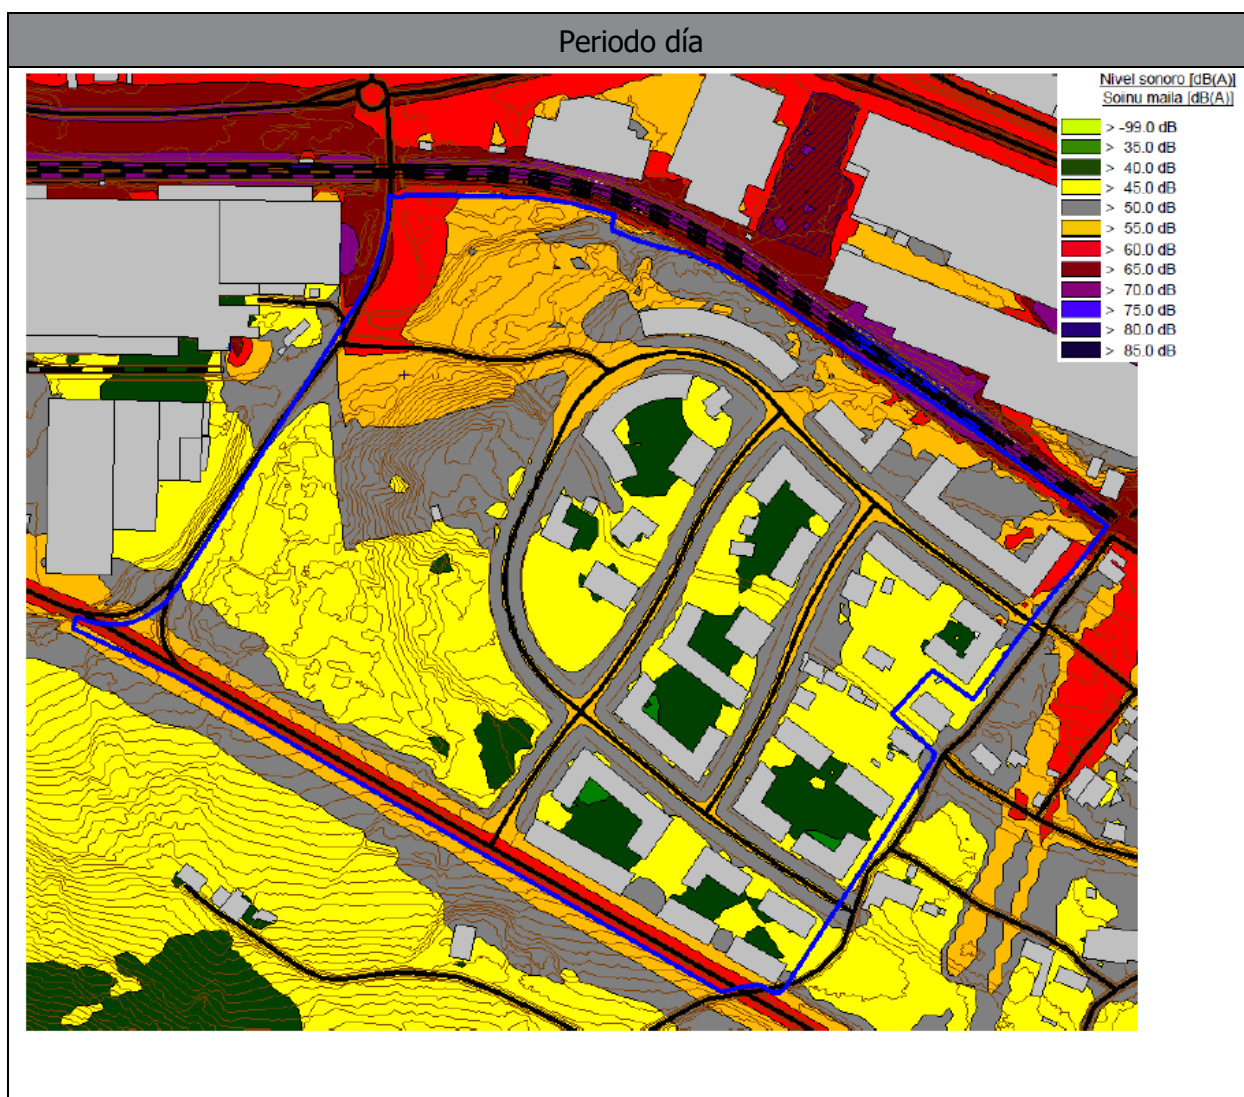 Periodo día
Nivel sonoro [dB(A)]
Soinu maila [dB(A)]
> -99.0 dB
> 35.0 dB
> 40.0 dB
> 45.0 dB
> 50.0 dB
> 55.0 dB
> 60.0 dB
> 65.0 dB
> 70.0 dB
> 75.0 dB
> 80.0 dB
> 85.0 dB